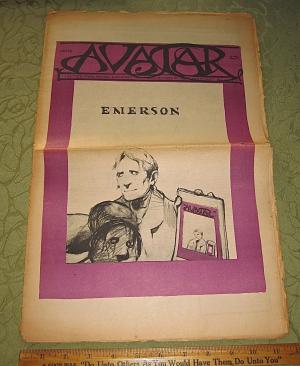 AVATAR
EMERSON
AVATAR
"Do Unto Others As You Would Have Them Do Unto You"